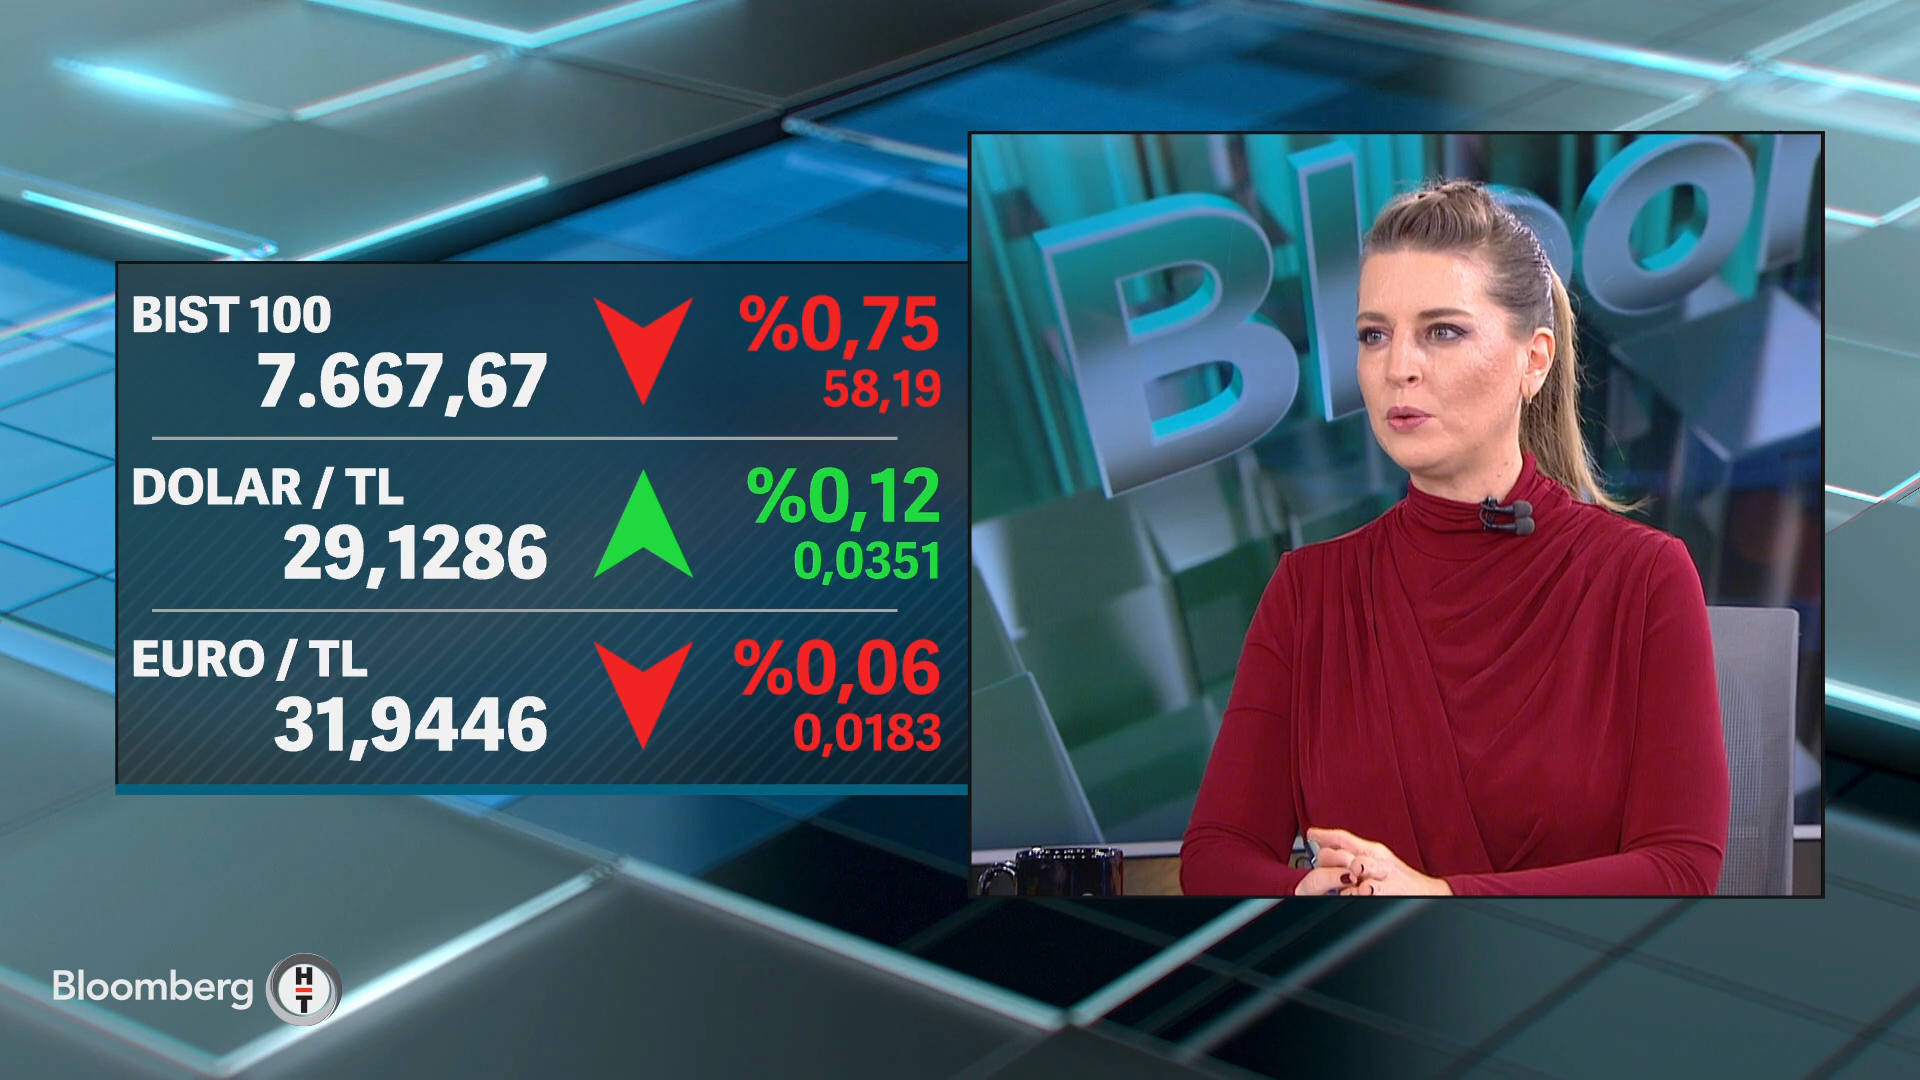 BIST 100
7.667,67
%0,75
58,19
DOLAR / TL
29,1286
%0,12
0,0351
EURO / TL
31,9446
%0,06
0,0183
Bloom
Bloomberg HT